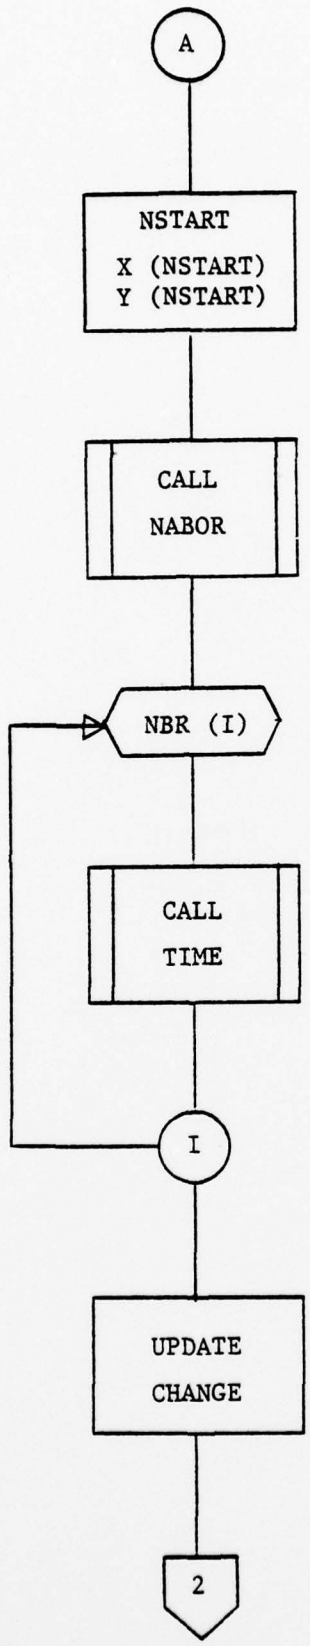 A
NSTART
X (NSTART)
Y (NSTART)
CALL
NABOR
NBR (I)
CALL
TIME
I
UPDATE
CHANGE
2